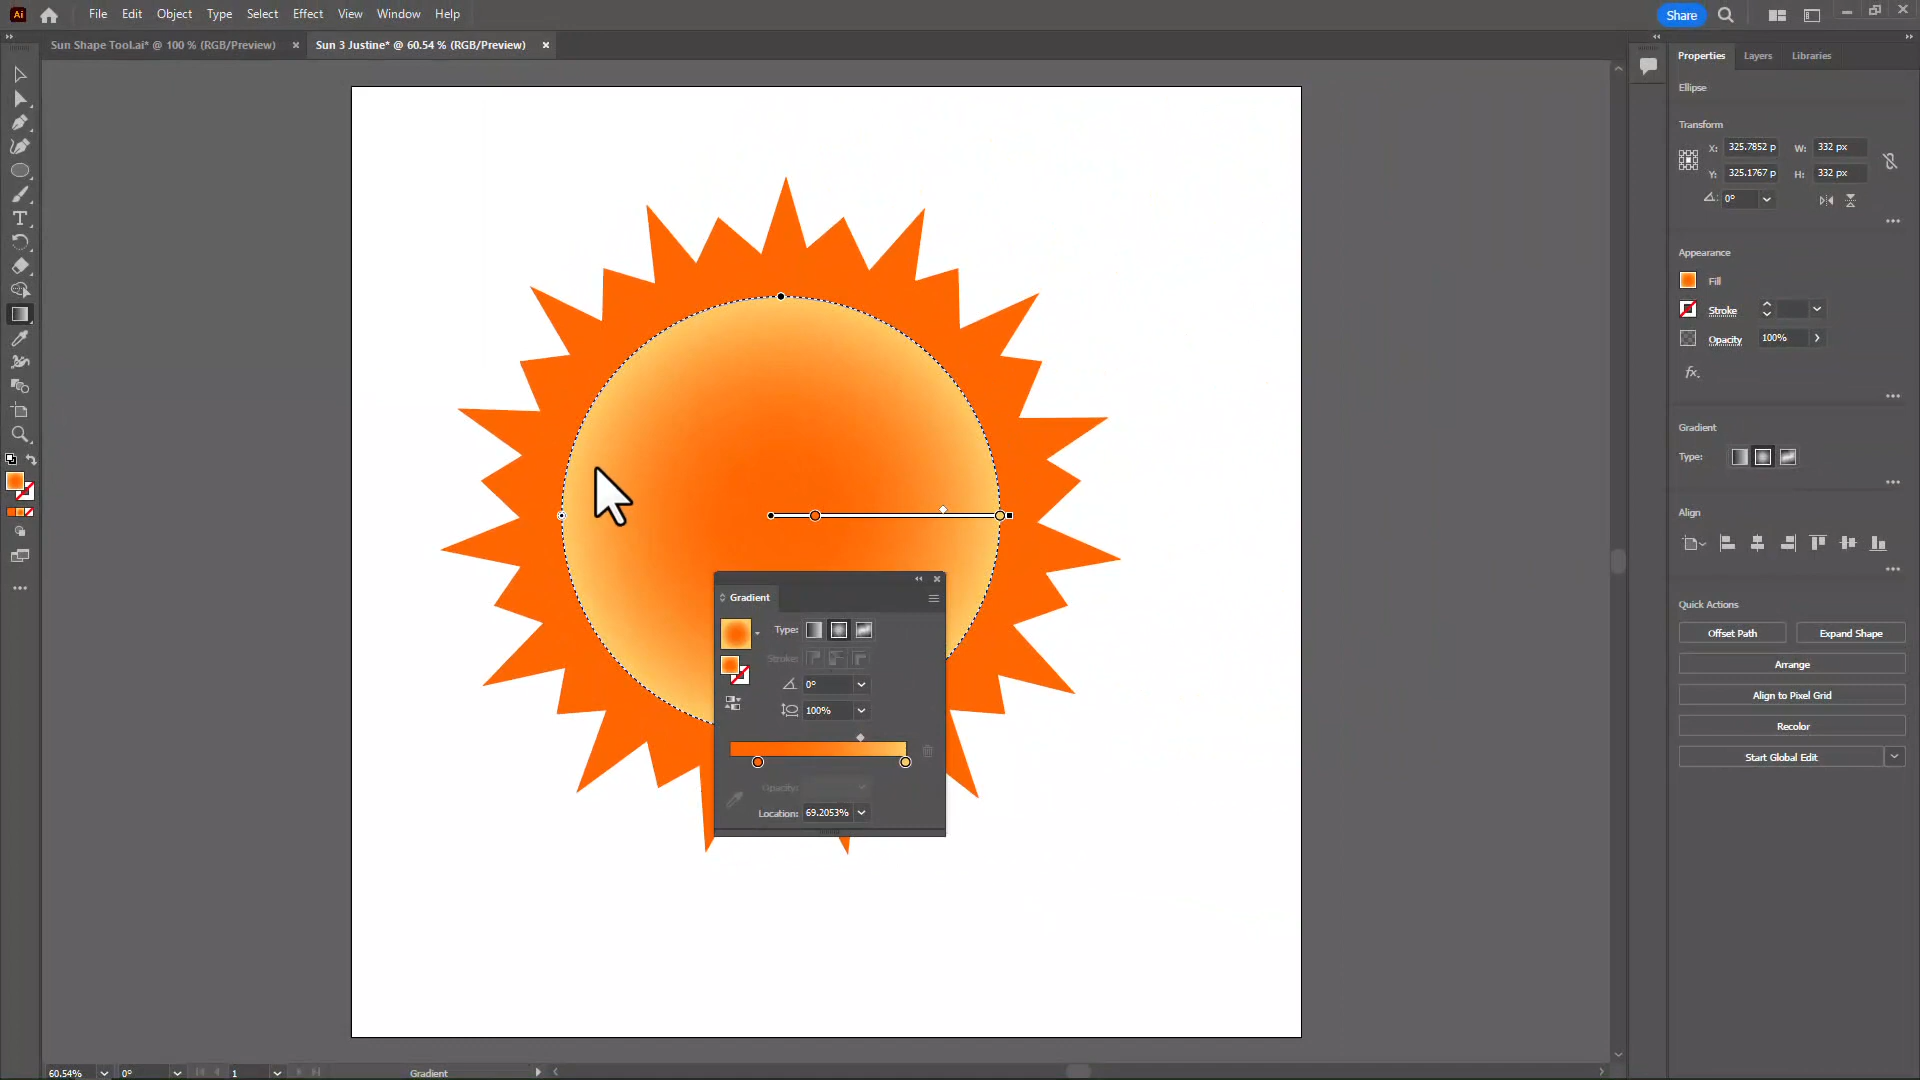 Ai File Edit Object Type Select Effect View Window Help Share
Sun Shape Tool.ai* @ 100 % (RGB/Preview) × Sun 3 Justine* @ 60.54 % (RGB/Preview) ×
Properties Layers Libraries
Ellipse
Transform
X: 325.7852 p W: 332 px
Y: 325.1767 p H: 332 px
0°
Appearance
Fill
Stroke
Opacity 100%
fx.
Gradient
Type:
Align
Quick Actions
Offset Path Expand Shape
Arrange
Align to Pixel Grid
Recolor
Start Global Edit
Gradient
Type:
Stroke:
0°
100%
Opacity:
Location: 69.2053%
60.54% 0° 1 Gradient